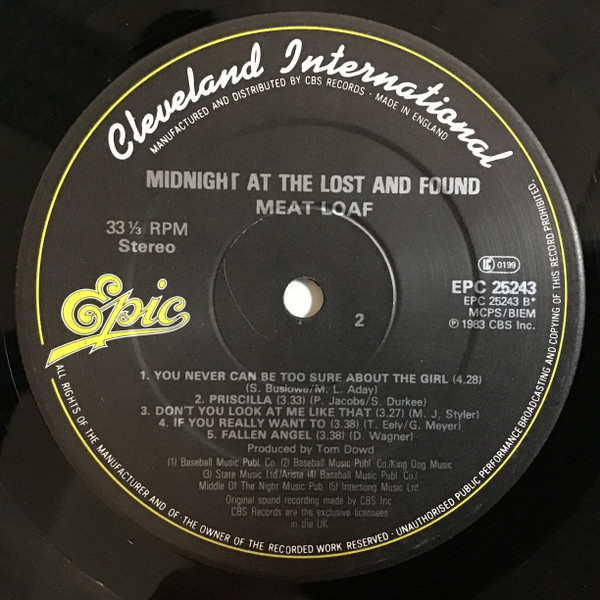 Cleveland International
MANUFACTURED AND DISTRIBUTED BY CBS RECORDS · MADE IN ENGLAND
MIDNIGHT AT THE LOST AND FOUND
MEAT LOAF
33 ⅓ RPM
Stereo
Epic
LC 0199
EPC 25243
EPC 25243 B*
MCPS/BIEM
℗ 1983 CBS Inc.
2
1. YOU NEVER CAN BE TOO SURE ABOUT THE GIRL (4.28)
(S. Buslowe/M. L. Aday)
2. PRISCILLA (3.33) (P. Jacobs/S. Durkee)
3. DON'T YOU LOOK AT ME LIKE THAT (3.27) (M. J. Styler)
4. IF YOU REALLY WANT TO (3.38) (T. Eely/G. Meyer)
5. FALLEN ANGEL (3.38) (D. Wagner)
Produced by Tom Dowd
(1) Baseball Music Publ. Co. (2) Baseball Music Publ Co./King Dog Music
(3) State Music Ltd/Arista (4) Baseball Music Publ. Co./
Middle Of The Night Music Pub. (5) Intersong Music Ltd.
Original sound recording made by CBS Inc
CBS Records are the exclusive licensees
in the UK
ALL RIGHTS OF THE MANUFACTURER AND OF THE OWNER OF THE RECORDED WORK RESERVED · UNAUTHORISED PUBLIC PERFORMANCE BROADCASTING AND COPYING OF THIS RECORD PROHIBITED.